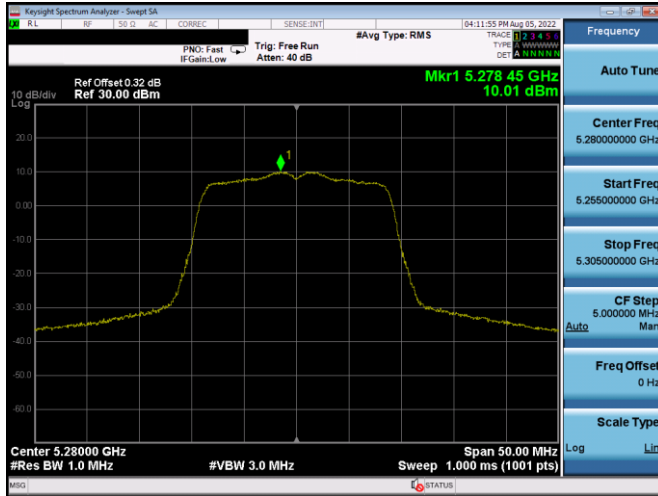 Keysight Spectrum Analyzer - Swept SA
RL RF 50 Ω AC CORREC SENSE:INT 04:11:55 PM Aug 05, 2022
#Avg Type: RMS TRACE 1 2 3 4 5 6
PNO: Fast Trig: Free Run TYPE A WWWWW
IFGain:Low Atten: 40 dB DET A N N N N N
Mkr1 5.278 45 GHz
10.01 dBm
Ref Offset 0.32 dB
10 dB/div Ref 30.00 dBm
Log
1
20.0
10.0
0.00
-10.0
-20.0
-30.0
-40.0
-50.0
-60.0
Center 5.28000 GHz Span 50.00 MHz
#Res BW 1.0 MHz #VBW 3.0 MHz Sweep 1.000 ms (1001 pts)
MSG STATUS
Frequency
Auto Tune
Center Freq
5.280000000 GHz
Start Freq
5.255000000 GHz
Stop Freq
5.305000000 GHz
CF Step
5.000000 MHz
Auto Man
Freq Offset
0 Hz
Scale Type
Log Lin